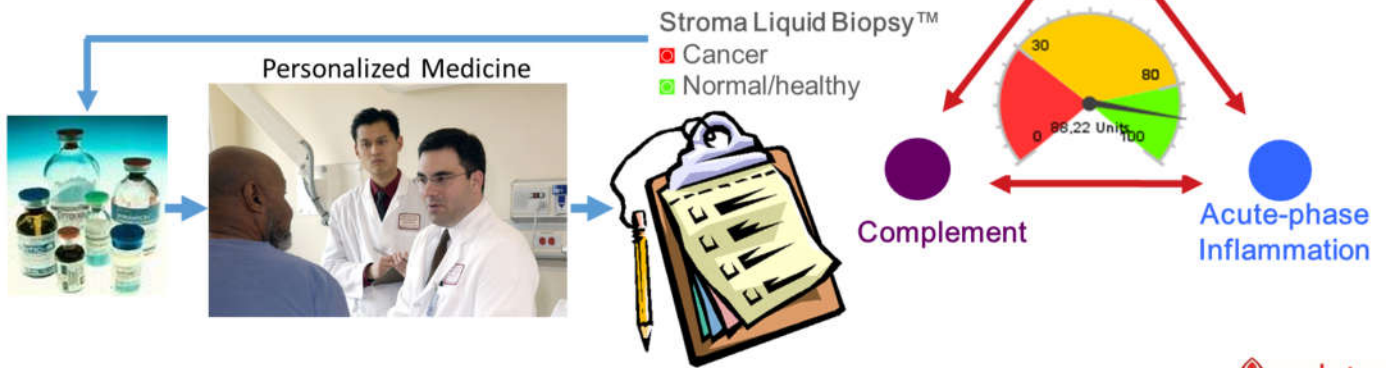 Stroma Liquid Biopsy™
Cancer
Normal/healthy
Personalized Medicine
30
80
0
88.22 Units
100
Complement
Acute-phase
Inflammation